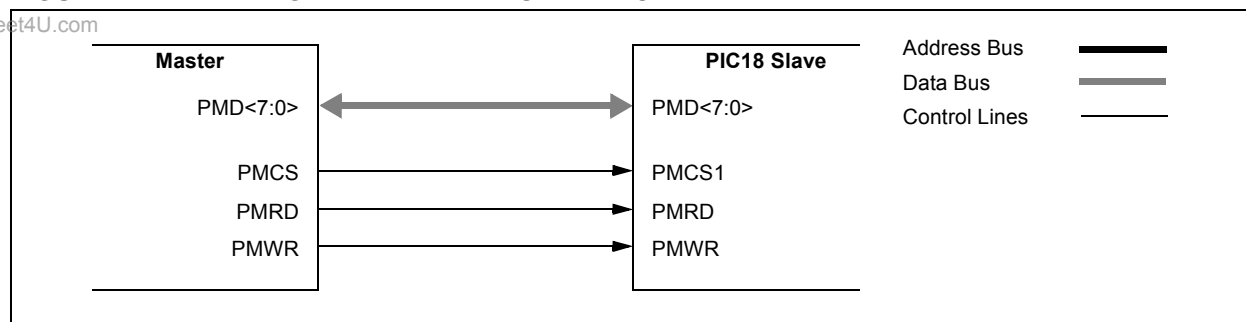 eet4U.com
Master
PIC18 Slave
Address Bus
Data Bus
Control Lines
PMD<7:0>
PMD<7:0>
PMCS
PMCS1
PMRD
PMRD
PMWR
PMWR